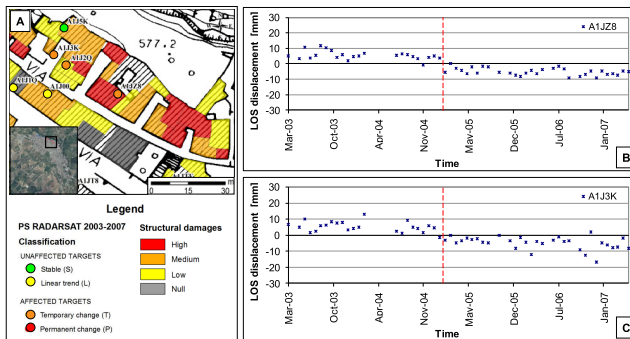 A
A1J5K
577.2
A1J3K
A1J2O
VIA
A1JZ8
A1J00
VIA
A1JT8
0 15 30
m
Legend
PS RADARSAT 2003-2007
Structural damages
Classification
High
UNAFFECTED TARGETS
Medium
Stable (S)
Low
Linear trend (L)
Null
AFFECTED TARGETS
Temporary change (T)
Permanent change (P)
LOS displacement [mm]
30
20
10
0
-10
-20
-30
A1JZ8
Mar-03
Oct-03
Apr-04
Nov-04
May-05
Dec-05
Jul-06
Jan-07
Time
B
LOS displacement [mm]
30
20
10
0
-10
-20
-30
A1J3K
Mar-03
Oct-03
Apr-04
Nov-04
May-05
Dec-05
Jul-06
Jan-07
Time
C